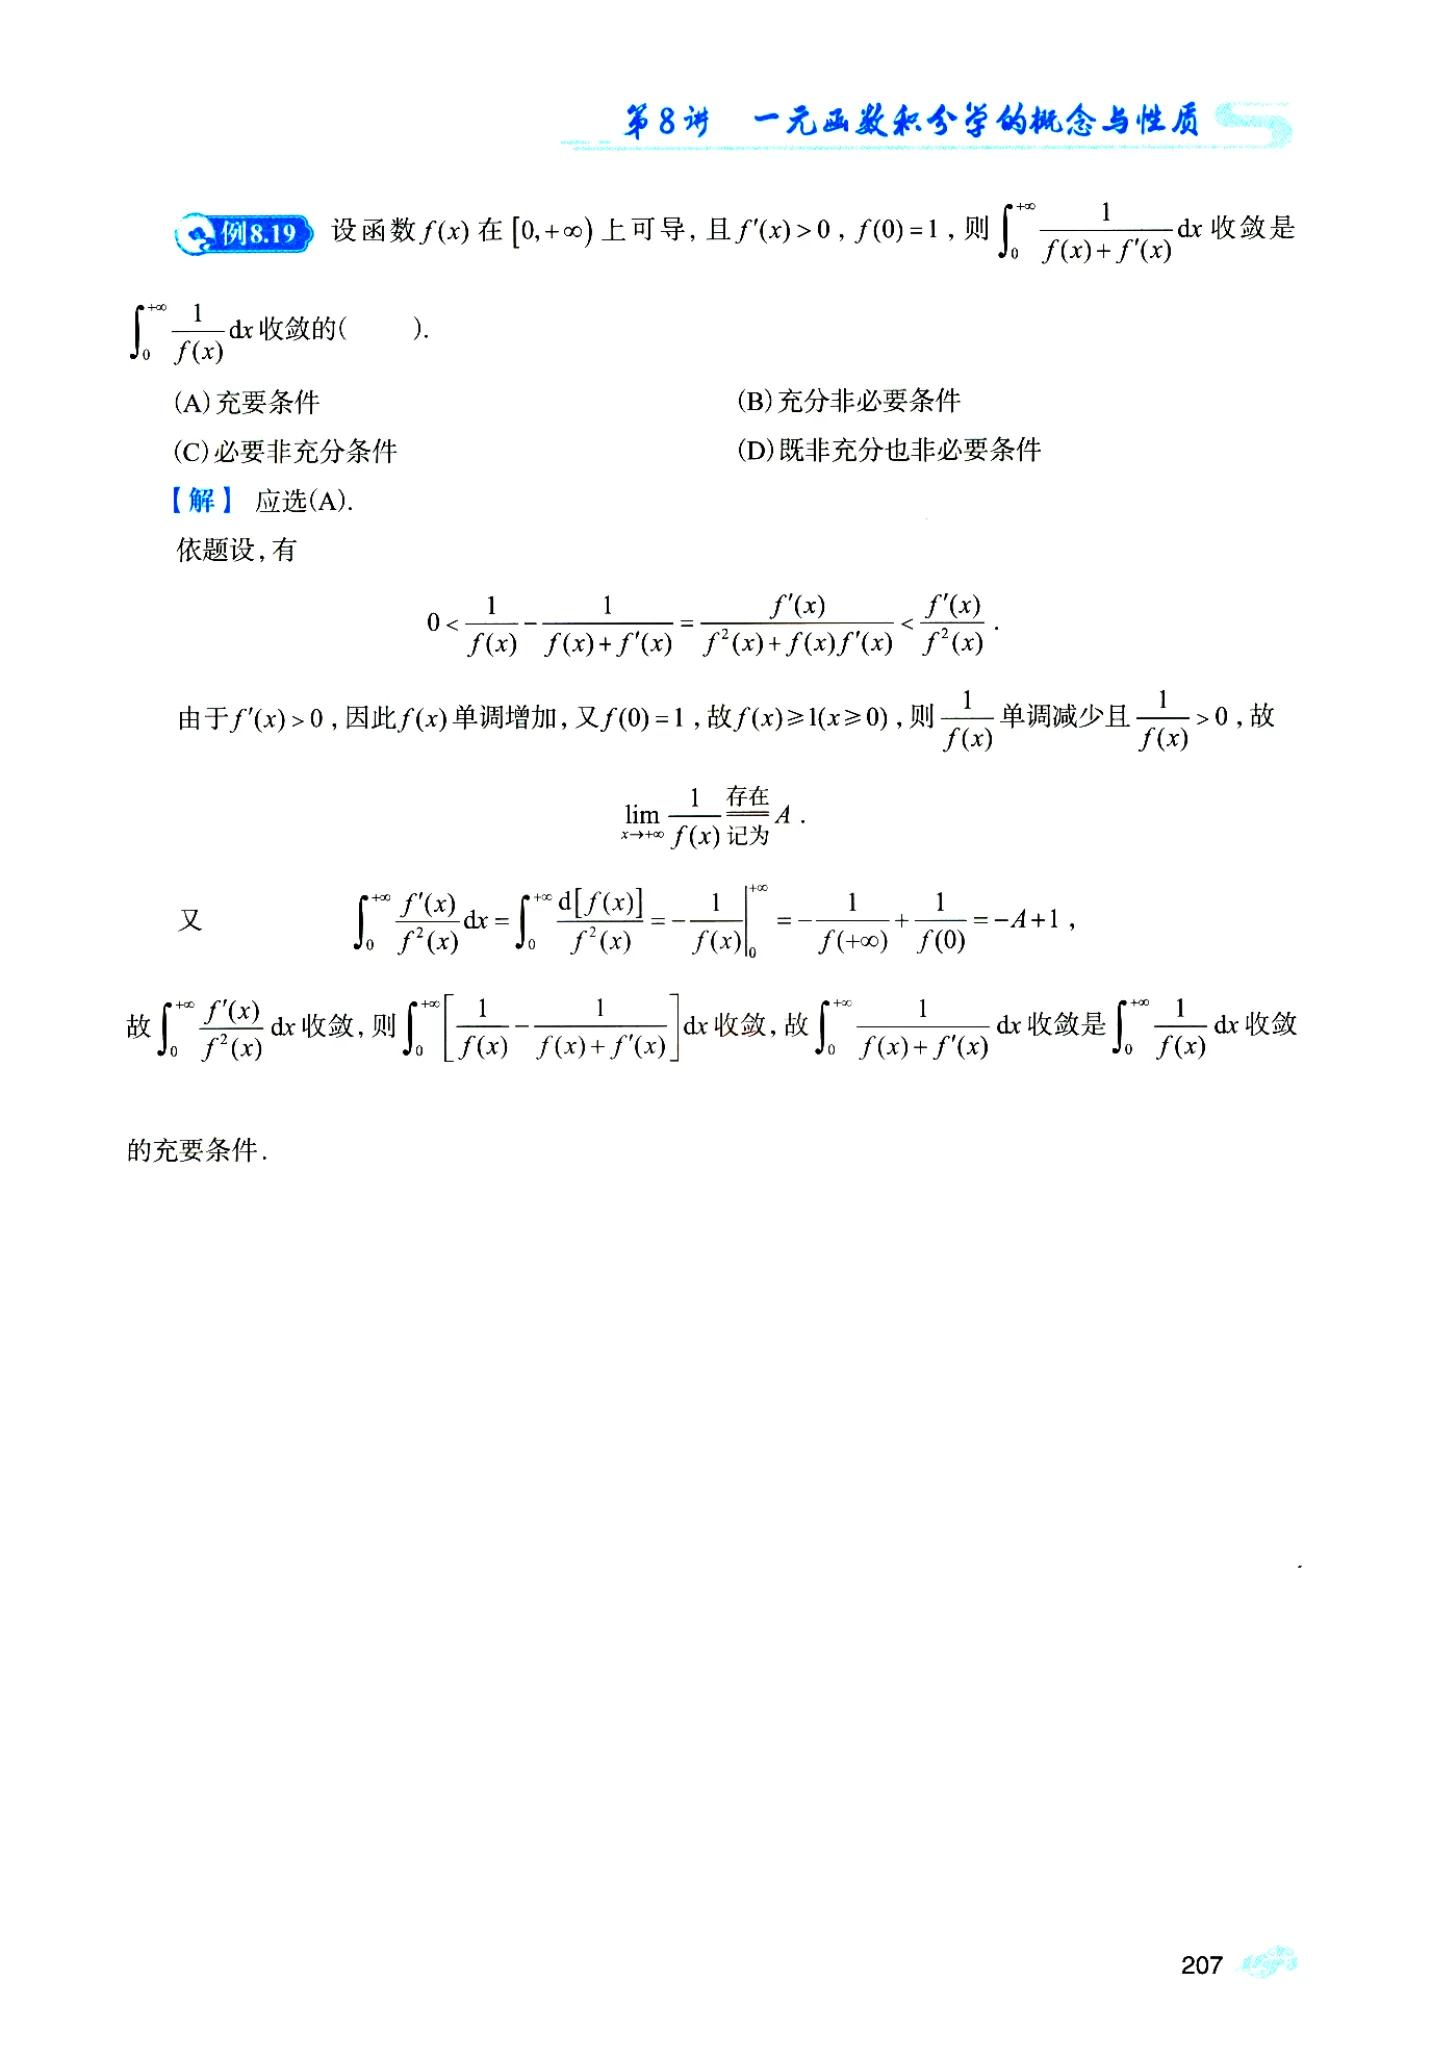 第8讲 一元函数积分学的概念与性质
例8.19 设函数 $f(x)$ 在 $[0,+\infty)$ 上可导，且 $f'(x)>0$，$f(0)=1$，则 $\int_0^{+\infty}\frac{1}{f(x)+f'(x)}\mathrm{d}x$ 收敛是
$\int_0^{+\infty}\frac{1}{f(x)}\mathrm{d}x$ 收敛的( ).
(A)充要条件 (B)充分非必要条件
(C)必要非充分条件 (D)既非充分也非必要条件
【解】 应选(A).
依题设，有
$0<\frac{1}{f(x)}-\frac{1}{f(x)+f'(x)}=\frac{f'(x)}{f^2(x)+f(x)f'(x)}<\frac{f'(x)}{f^2(x)}.$
由于 $f'(x)>0$，因此 $f(x)$ 单调增加，又 $f(0)=1$，故 $f(x)\geqslant 1(x\geqslant 0)$，则 $\frac{1}{f(x)}$ 单调减少且 $\frac{1}{f(x)}>0$，故
$\lim_{x\to+\infty}\frac{1}{f(x)}\xlongequal[\text{记为}]{\text{存在}}A.$
又 $\int_0^{+\infty}\frac{f'(x)}{f^2(x)}\mathrm{d}x=\int_0^{+\infty}\frac{\mathrm{d}[f(x)]}{f^2(x)}=-\frac{1}{f(x)}\Big|_0^{+\infty}=-\frac{1}{f(+\infty)}+\frac{1}{f(0)}=-A+1,$
故 $\int_0^{+\infty}\frac{f'(x)}{f^2(x)}\mathrm{d}x$ 收敛，则 $\int_0^{+\infty}\left[\frac{1}{f(x)}-\frac{1}{f(x)+f'(x)}\right]\mathrm{d}x$ 收敛，故 $\int_0^{+\infty}\frac{1}{f(x)+f'(x)}\mathrm{d}x$ 收敛是 $\int_0^{+\infty}\frac{1}{f(x)}\mathrm{d}x$ 收敛
的充要条件.
207